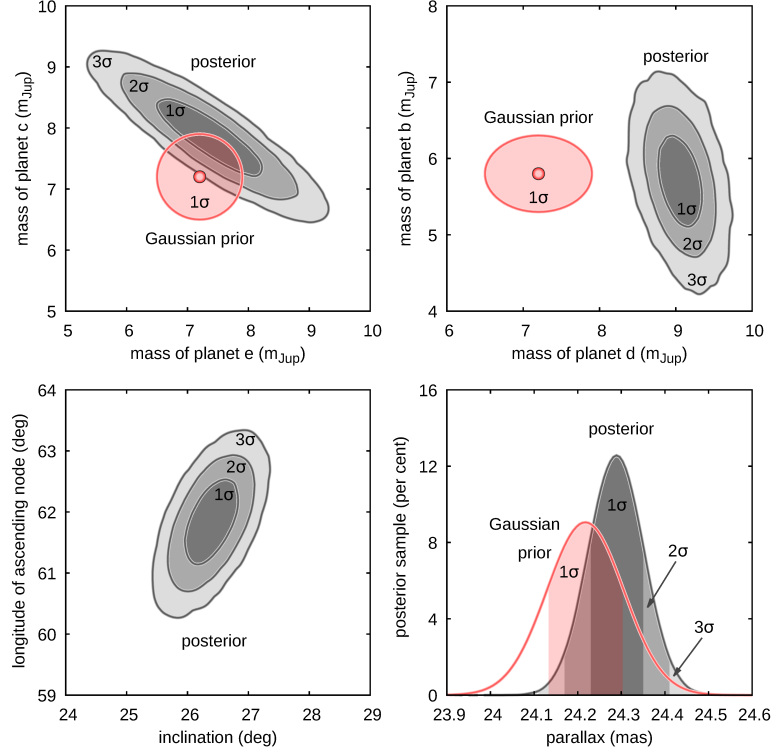 10
9
8
7
6
5
mass of planet c (mJup)
3σ
posterior
2σ
1σ
1σ
Gaussian prior
5 6 7 8 9 10
mass of planet e (mJup)
8
7
6
5
4
mass of planet b (mJup)
posterior
Gaussian prior
1σ
1σ
2σ
3σ
6 7 8 9 10
mass of planet d (mJup)
64
63
62
61
60
59
longitude of ascending node (deg)
3σ
2σ
1σ
posterior
24 25 26 27 28 29
inclination (deg)
16
12
8
4
0
posterior sample (per cent)
posterior
1σ
Gaussian
prior
2σ
1σ
3σ
23.9 24 24.1 24.2 24.3 24.4 24.5 24.6
parallax (mas)